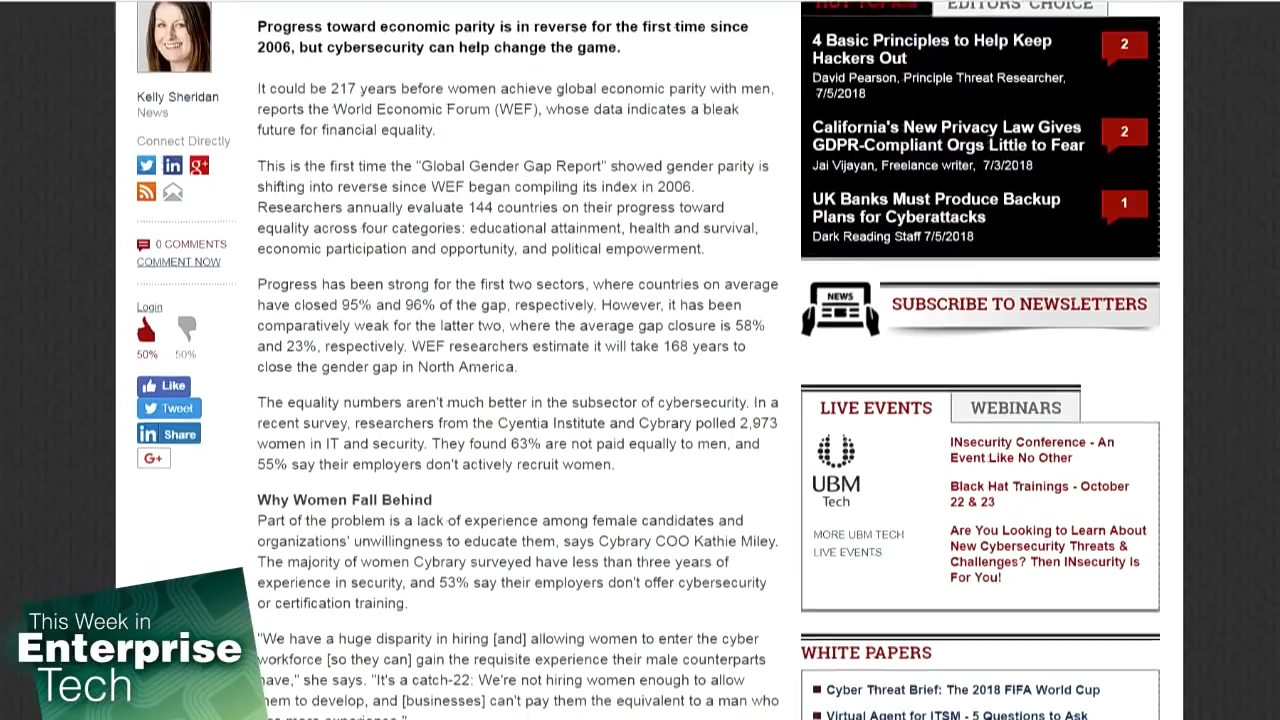 Progress toward economic parity is in reverse for the first time since
2006, but cybersecurity can help change the game.
Kelly Sheridan
News
Connect Directly
0 COMMENTS
COMMENT NOW
Login
50% 50%
Like
Tweet
in Share
G+
It could be 217 years before women achieve global economic parity with men,
reports the World Economic Forum (WEF), whose data indicates a bleak
future for financial equality.
This is the first time the "Global Gender Gap Report" showed gender parity is
shifting into reverse since WEF began compiling its index in 2006.
Researchers annually evaluate 144 countries on their progress toward
equality across four categories: educational attainment, health and survival,
economic participation and opportunity, and political empowerment.
Progress has been strong for the first two sectors, where countries on average
have closed 95% and 96% of the gap, respectively. However, it has been
comparatively weak for the latter two, where the average gap closure is 58%
and 23%, respectively. WEF researchers estimate it will take 168 years to
close the gender gap in North America.
The equality numbers aren't much better in the subsector of cybersecurity. In a
recent survey, researchers from the Cyentia Institute and Cybrary polled 2,973
women in IT and security. They found 63% are not paid equally to men, and
55% say their employers don't actively recruit women.
Why Women Fall Behind
Part of the problem is a lack of experience among female candidates and
organizations' unwillingness to educate them, says Cybrary COO Kathie Miley.
The majority of women Cybrary surveyed have less than three years of
experience in security, and 53% say their employers don't offer cybersecurity
or certification training.
"We have a huge disparity in hiring [and] allowing women to enter the cyber
workforce [so they can] gain the requisite experience their male counterparts
have," she says. "It's a catch-22: We're not hiring women enough to allow
them to develop, and [businesses] can't pay them the equivalent to a man who
HOT TOPICS EDITORS' CHOICE
4 Basic Principles to Help Keep
Hackers Out
2
David Pearson, Principle Threat Researcher,
7/5/2018
California's New Privacy Law Gives
GDPR-Compliant Orgs Little to Fear
2
Jai Vijayan, Freelance writer, 7/3/2018
UK Banks Must Produce Backup
Plans for Cyberattacks
1
Dark Reading Staff 7/5/2018
NEWS
SUBSCRIBE TO NEWSLETTERS
LIVE EVENTS WEBINARS
UBM
Tech
MORE UBM TECH
LIVE EVENTS
INsecurity Conference - An
Event Like No Other
Black Hat Trainings - October
22 & 23
Are You Looking to Learn About
New Cybersecurity Threats &
Challenges? Then INsecurity Is
For You!
WHITE PAPERS
Cyber Threat Brief: The 2018 FIFA World Cup
Virtual Agent for ITSM - 5 Questions to Ask
This Week in
Enterprise
Tech